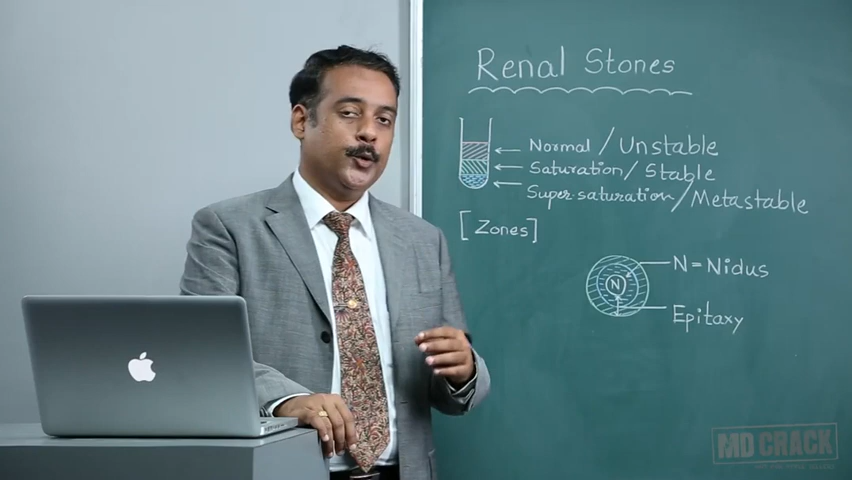 Renal Stones
Normal / Unstable
Saturation / Stable
Super-saturation / Metastable
[Zones]
N = Nidus
N
Epitaxy
MD CRACK